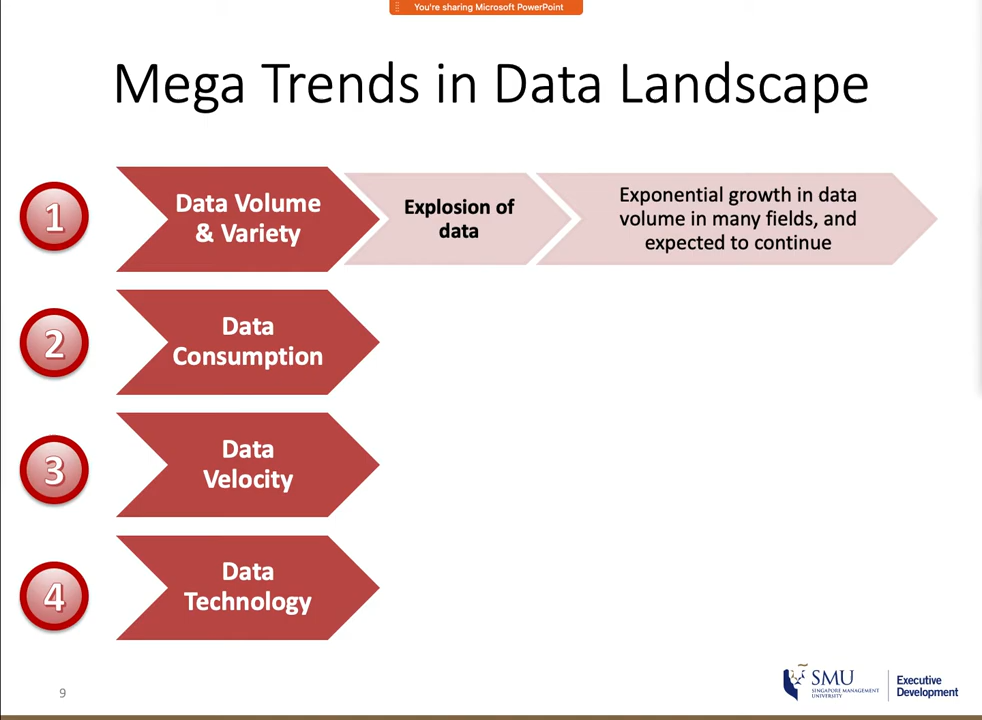 You're sharing Microsoft PowerPoint
Mega Trends in Data Landscape
1
Data Volume
& Variety
Explosion of
data
Exponential growth in data
volume in many fields, and
expected to continue
2
Data
Consumption
3
Data
Velocity
4
Data
Technology
9
SMU
SINGAPORE MANAGEMENT
UNIVERSITY
Executive
Development